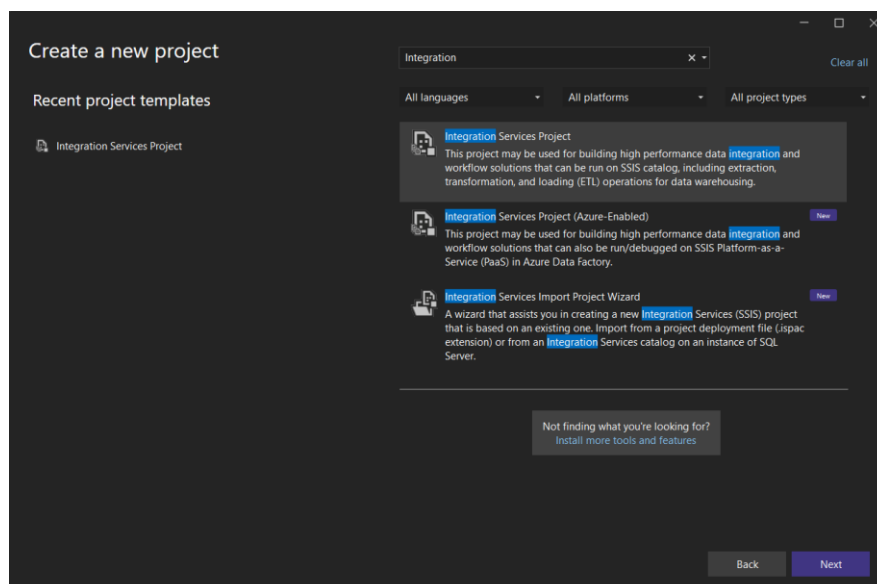 Create a new project
Recent project templates
Integration Services Project
Integration
Clear all
All languages
All platforms
All project types
Integration Services Project
This project may be used for building high performance data integration and
workflow solutions that can be run on SSIS catalog, including extraction,
transformation, and loading (ETL) operations for data warehousing.
Integration Services Project (Azure-Enabled)
New
This project may be used for building high performance data integration and
workflow solutions that can also be run/debugged on SSIS Platform-as-a-
Service (PaaS) in Azure Data Factory.
Integration Services Import Project Wizard
New
A wizard that assists you in creating a new Integration Services (SSIS) project
that is based on an existing one. Import from a project deployment file (.ispac
extension) or from an Integration Services catalog on an instance of SQL
Server.
Not finding what you're looking for?
Install more tools and features
Back
Next